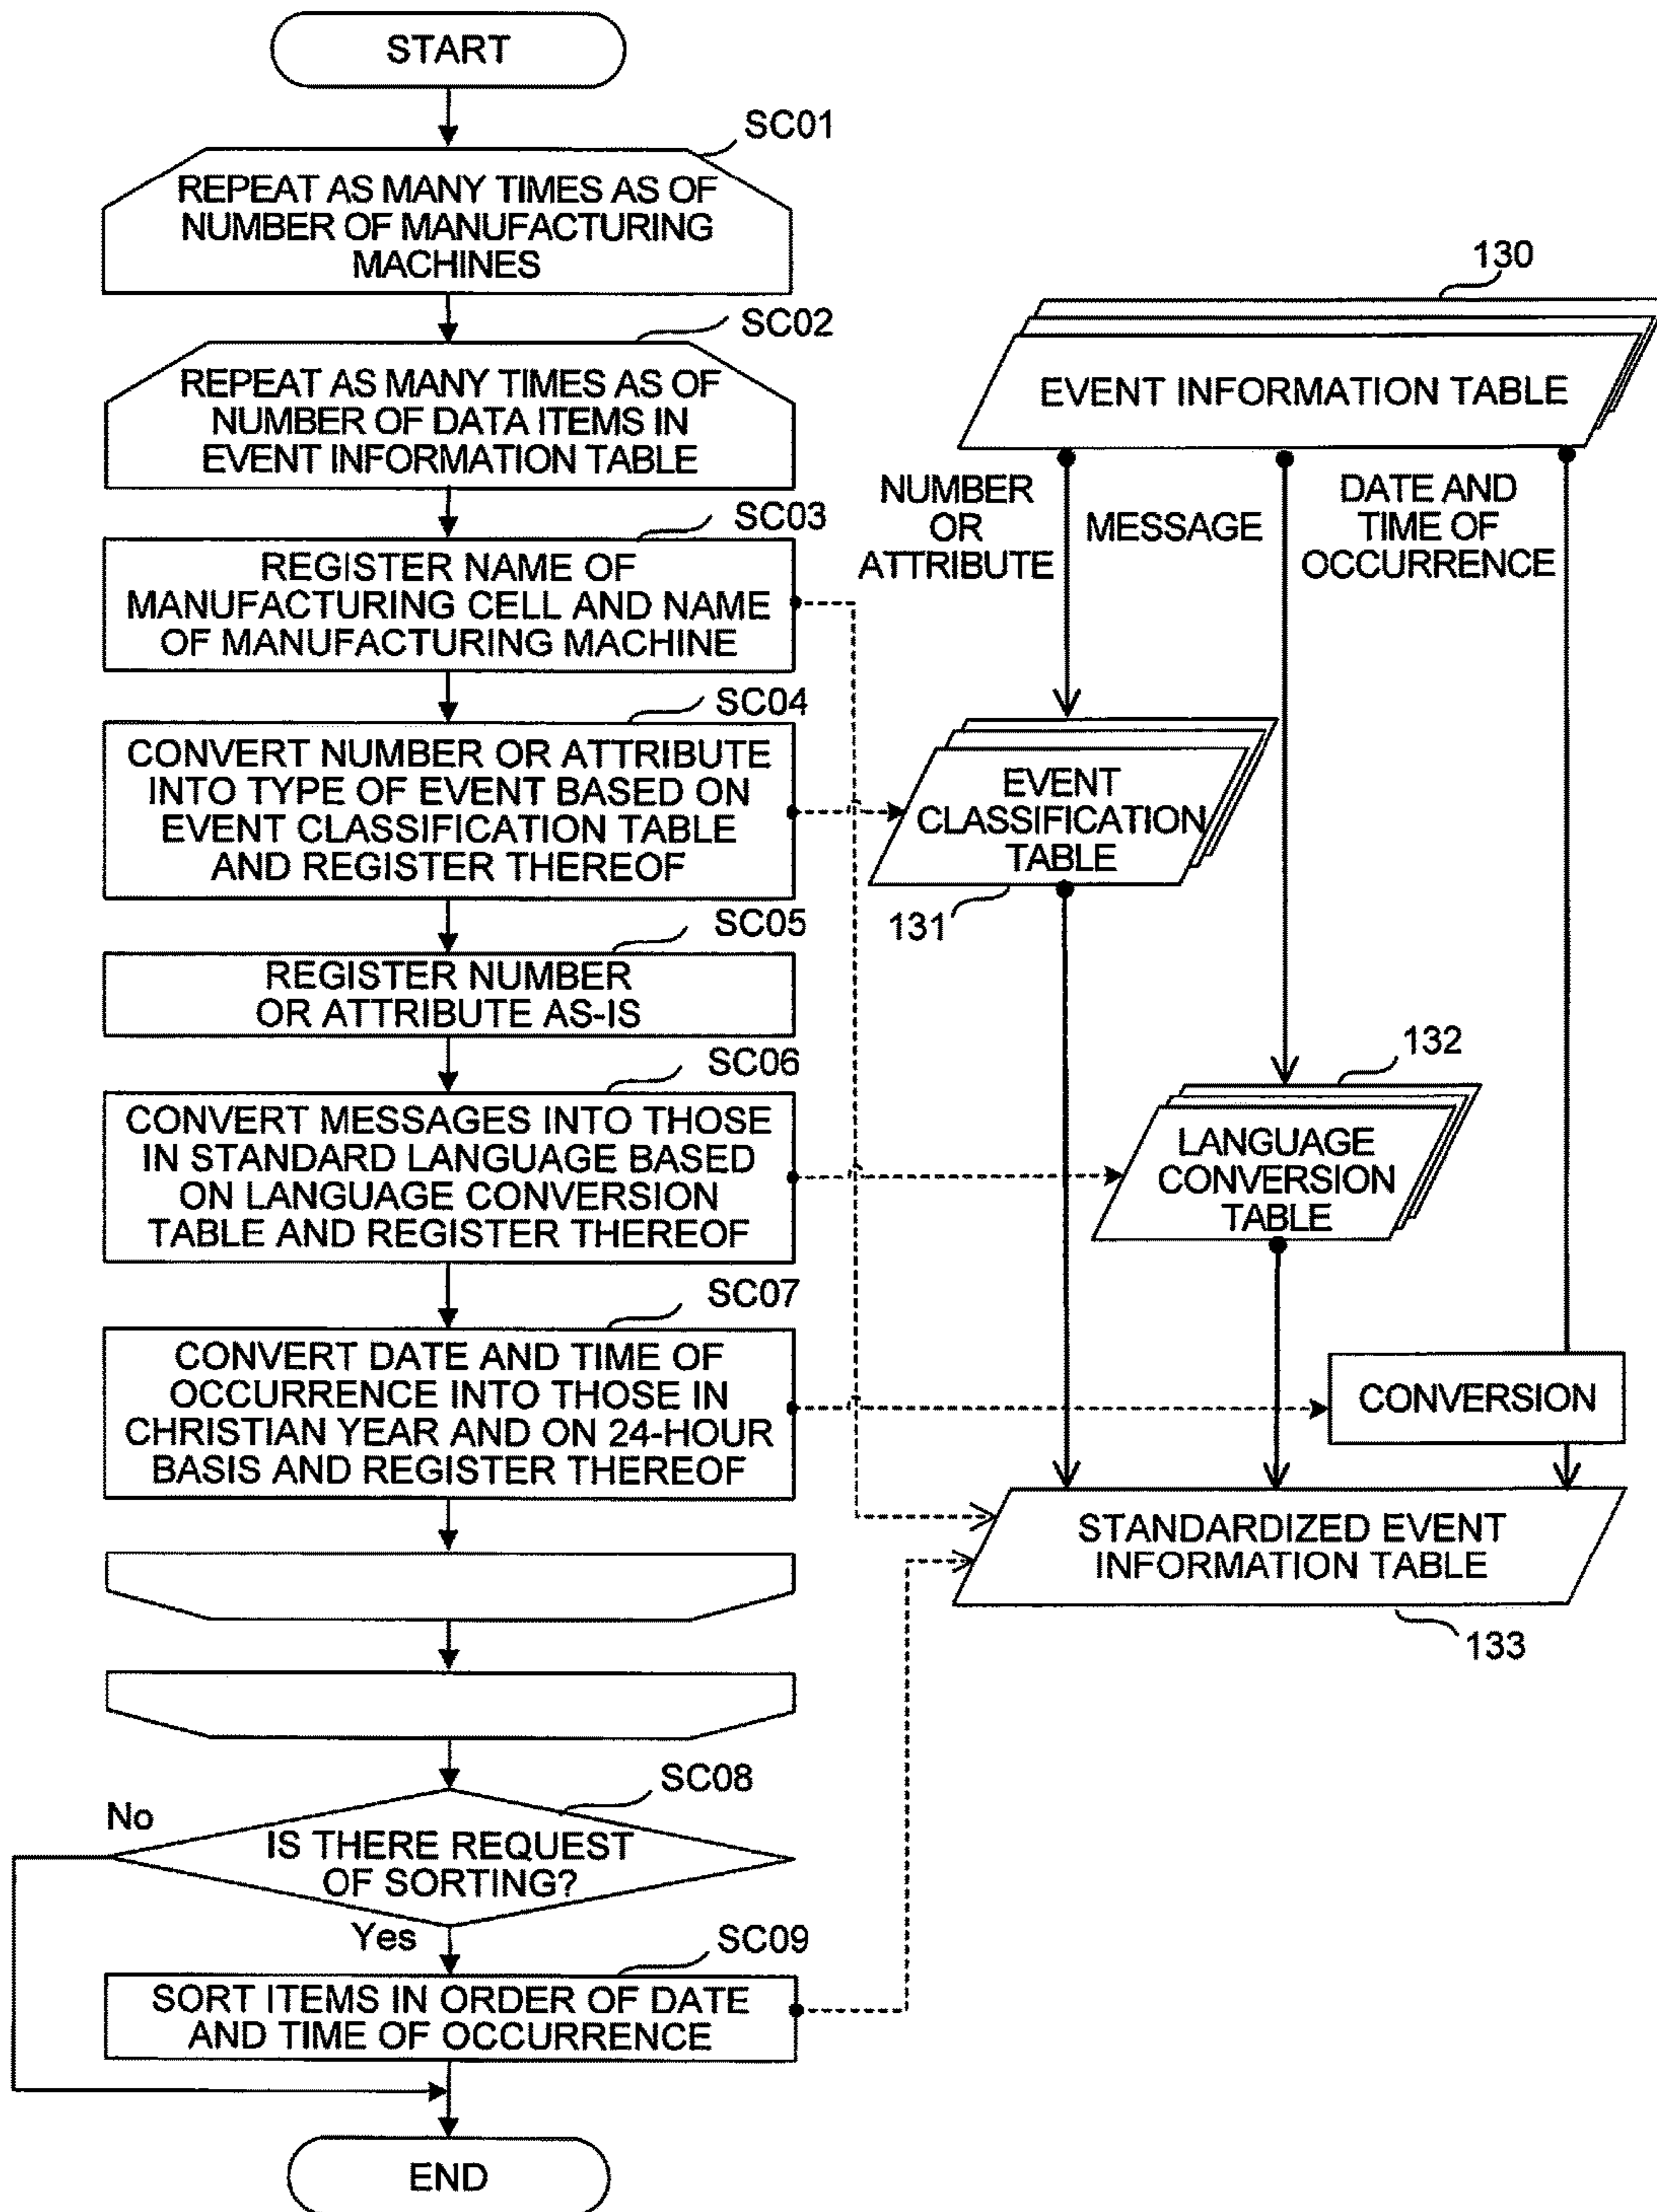 START
SC01
REPEAT AS MANY TIMES AS OF
NUMBER OF MANUFACTURING
MACHINES
SC02
REPEAT AS MANY TIMES AS OF
NUMBER OF DATA ITEMS IN
EVENT INFORMATION TABLE
SC03
REGISTER NAME OF
MANUFACTURING CELL AND NAME
OF MANUFACTURING MACHINE
SC04
CONVERT NUMBER OR ATTRIBUTE
INTO TYPE OF EVENT BASED ON
EVENT CLASSIFICATION TABLE
AND REGISTER THEREOF
SC05
REGISTER NUMBER
OR ATTRIBUTE AS-IS
SC06
CONVERT MESSAGES INTO THOSE
IN STANDARD LANGUAGE BASED
ON LANGUAGE CONVERSION
TABLE AND REGISTER THEREOF
SC07
CONVERT DATE AND TIME OF
OCCURRENCE INTO THOSE IN
CHRISTIAN YEAR AND ON 24-HOUR
BASIS AND REGISTER THEREOF
SC08
No
IS THERE REQUEST
OF SORTING?
Yes
SC09
SORT ITEMS IN ORDER OF DATE
AND TIME OF OCCURRENCE
END
130
EVENT INFORMATION TABLE
NUMBER
OR
ATTRIBUTE
MESSAGE
DATE AND
TIME OF
OCCURRENCE
EVENT
CLASSIFICATION
TABLE
131
132
LANGUAGE
CONVERSION
TABLE
CONVERSION
STANDARDIZED EVENT
INFORMATION TABLE
133